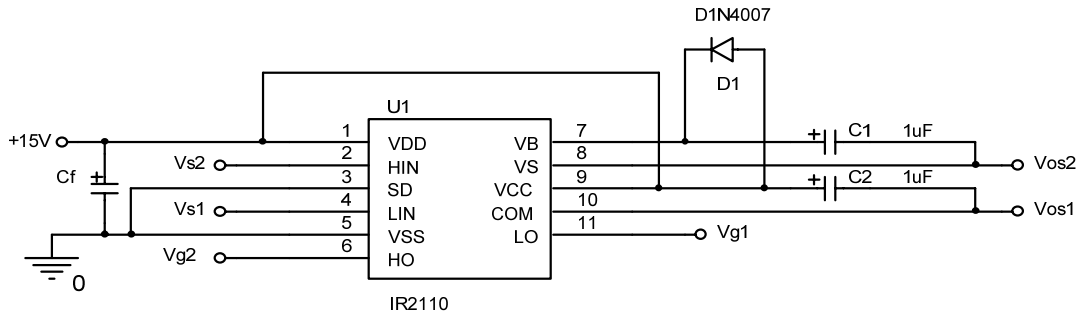 D1N4007
D1
U1
+15V
Cf
0
Vs2
Vs1
Vg2
1
2
3
4
5
6
VDD
HIN
SD
LIN
VSS
HO
VB
VS
VCC
COM
LO
7
8
9
10
11
IR2110
+
C1 1uF
+
C2 1uF
+
Vos2
Vos1
Vg1